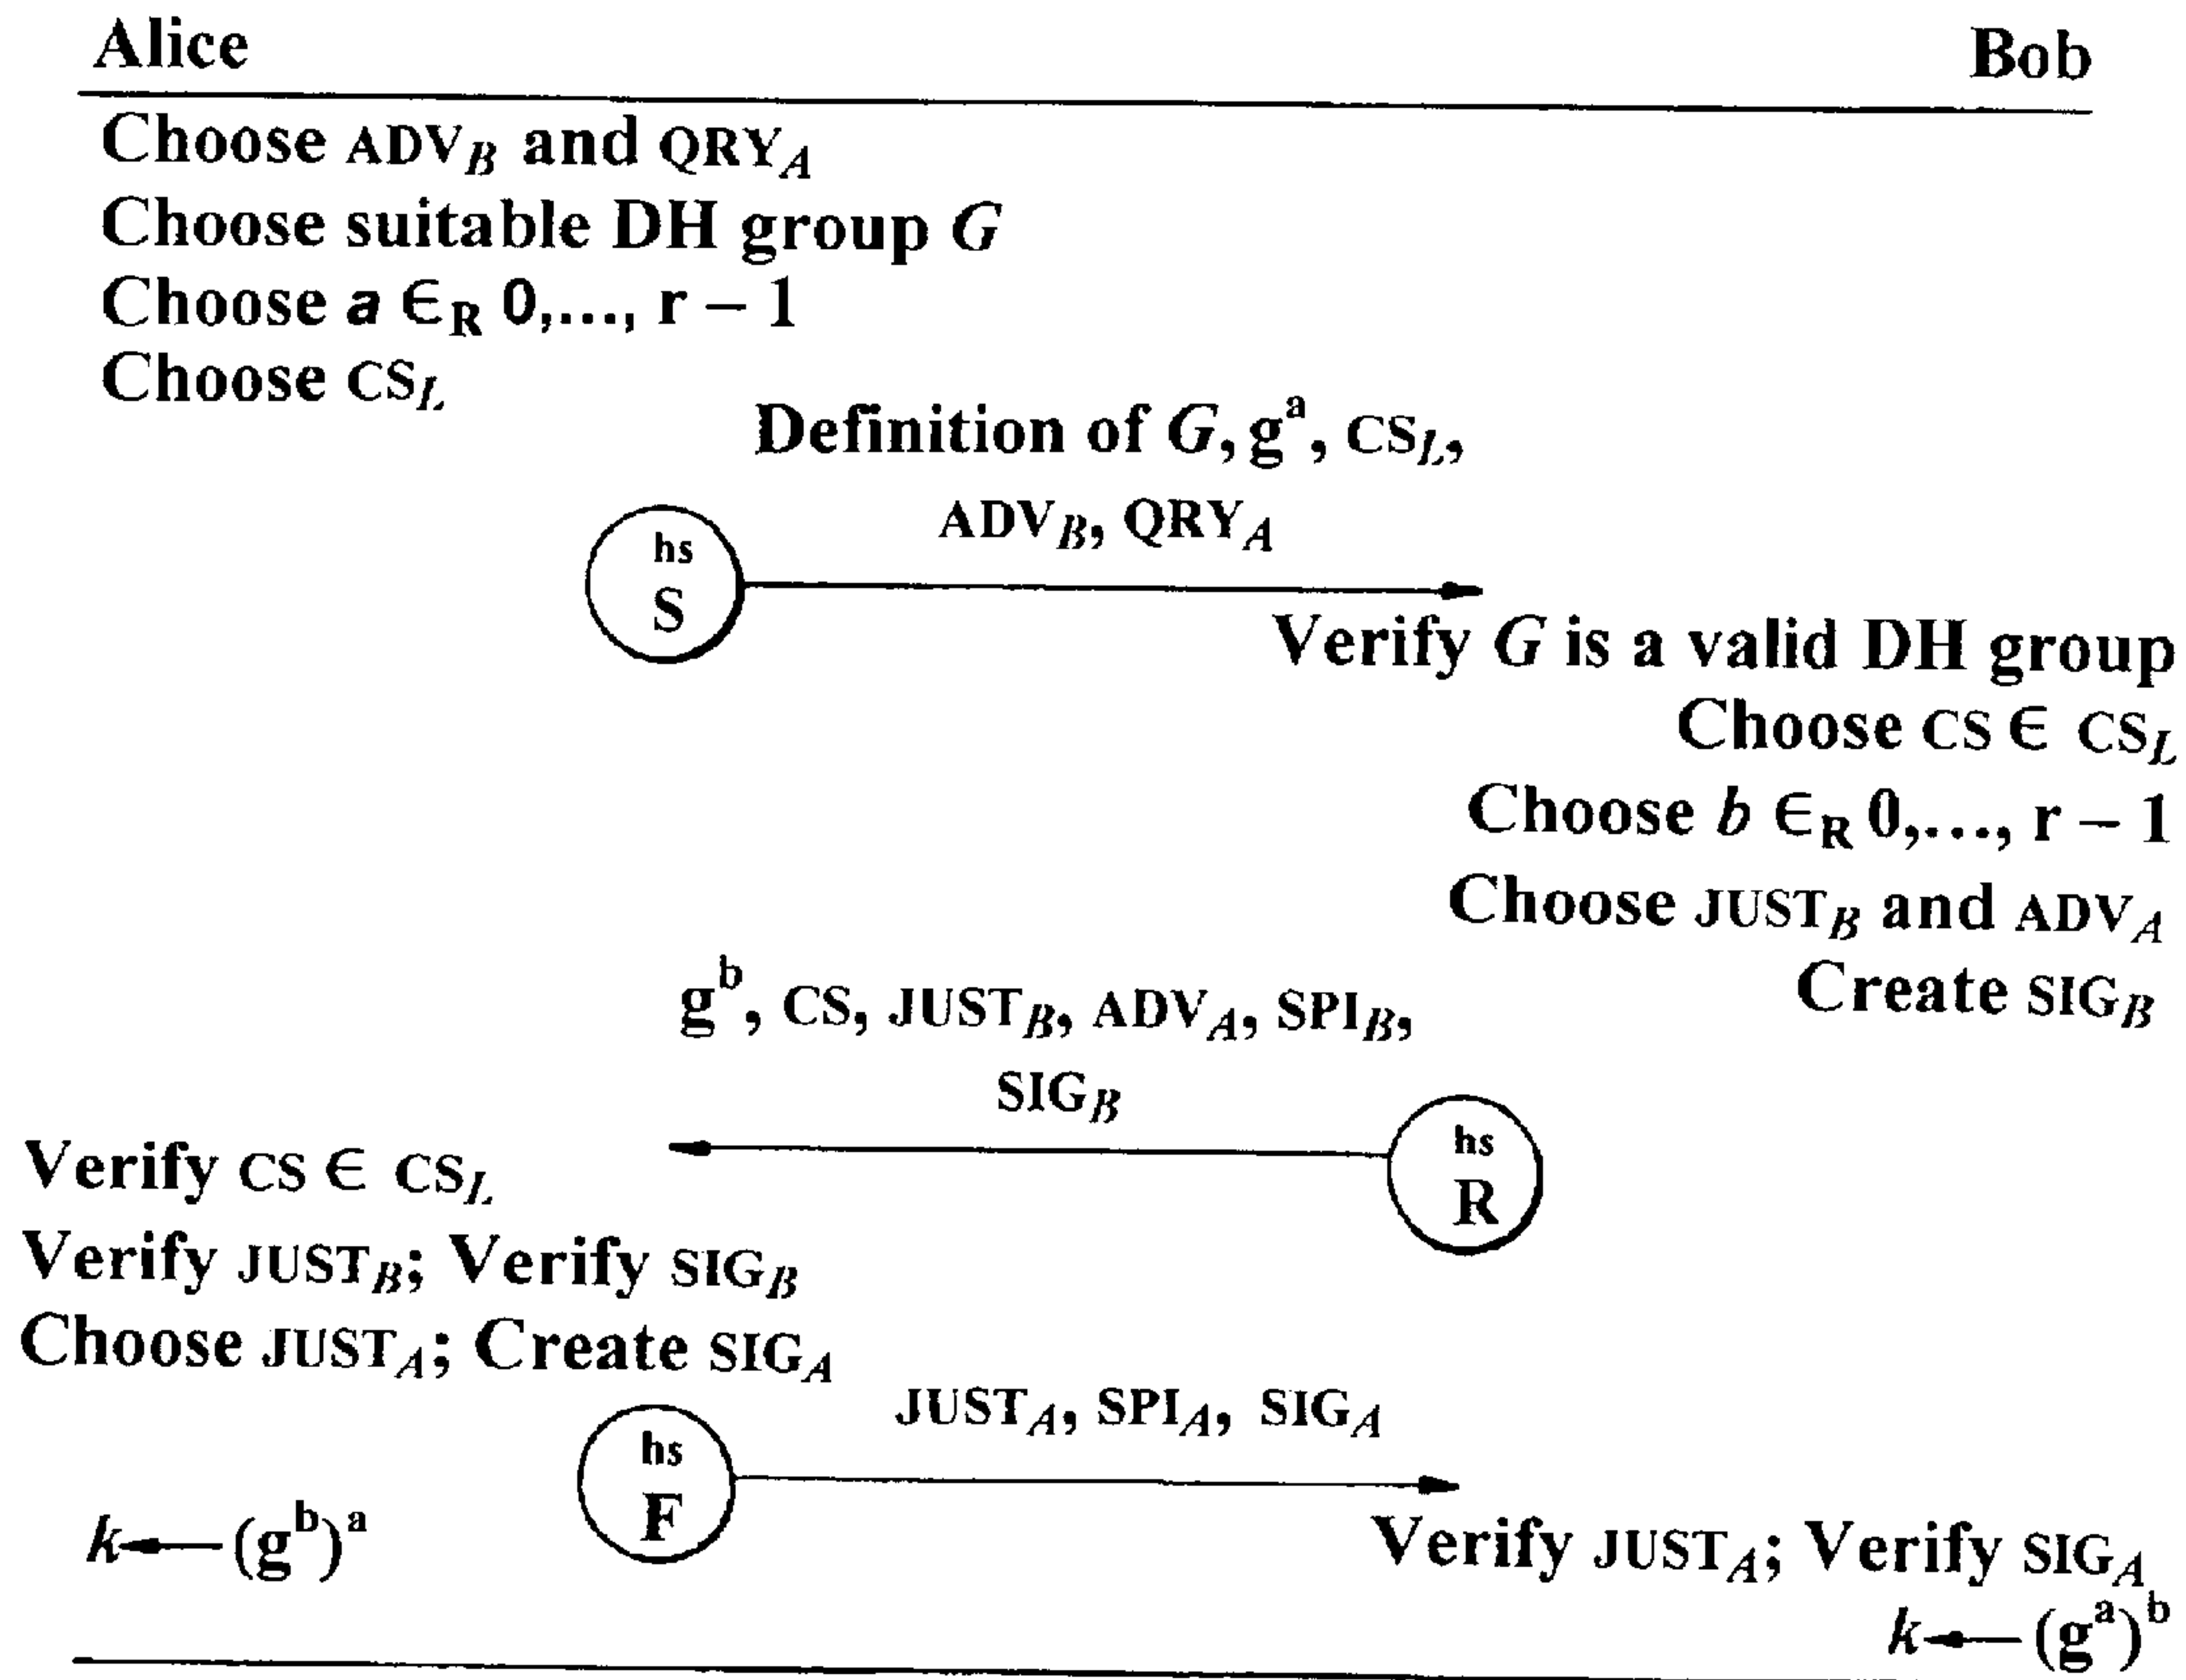 Alice
Bob
Choose ADV_B and QRY_A
Choose suitable DH group G
Choose a ∈_R 0,..., r – 1
Choose CS_L
Definition of G, g^a, CS_L,
ADV_B, QRY_A
hs
S
Verify G is a valid DH group
Choose CS ∈ CS_L
Choose b ∈_R 0,..., r – 1
Choose JUST_B and ADV_A
Create SIG_B
g^b, CS, JUST_B, ADV_A, SPI_B,
SIG_B
hs
R
Verify CS ∈ CS_L
Verify JUST_B; Verify SIG_B
Choose JUST_A; Create SIG_A
JUST_A, SPI_A, SIG_A
hs
F
k ← (g^b)^a
Verify JUST_A; Verify SIG_A
k ← (g^a)^b